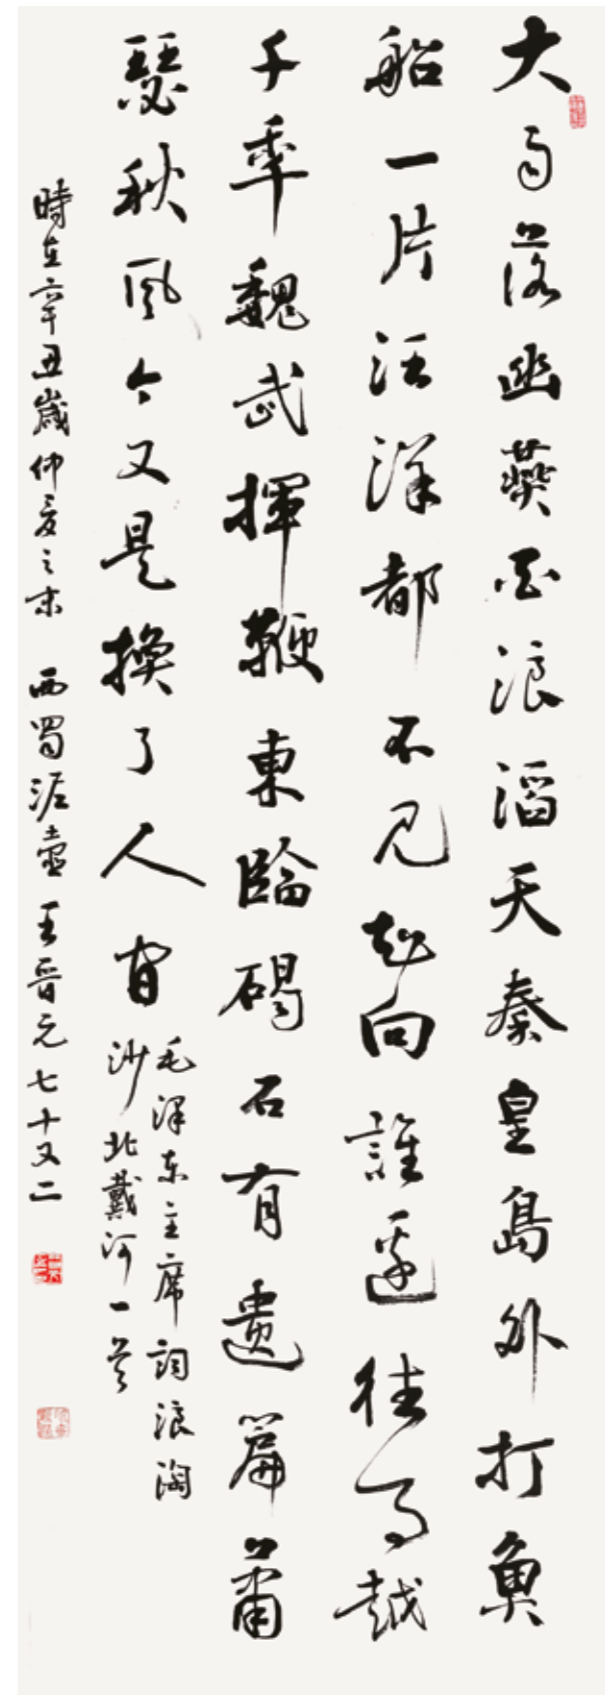 大雨落幽燕白浪滔天秦皇島外打魚
船一片汪洋都不見知向誰邊往事越
千年魏武揮鞭東臨碣石有遺篇蕭
瑟秋風今又是換了人間
毛澤东主席詞浪淘
沙北戴河一首
時在辛丑歲仲夏之末 西蜀 王晉元七十又二